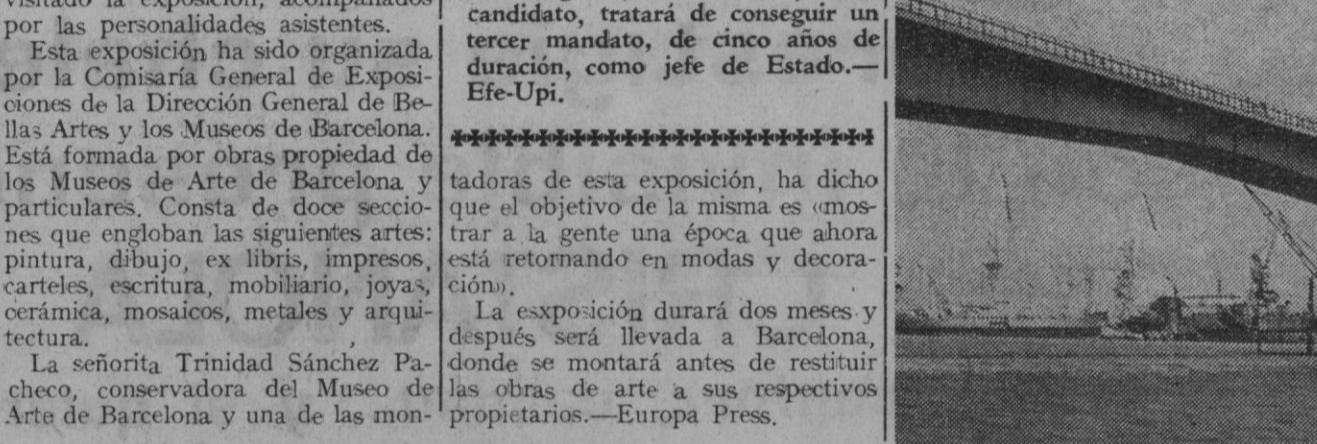 visitado la exposición, acompañados
por las personalidades asistentes.
Esta exposición ha sido organizada
por la Comisaría General de Exposi-
ciones de la Dirección General de Be-
llas Artes y los Museos de Barcelona.
Está formada por obras propiedad de
los Museos de Arte de Barcelona y
particulares. Consta de doce seccio-
nes que engloban las siguientes artes:
pintura, dibujo, ex libris, impresos,
carteles, escritura, mobiliario, joyas,
cerámica, mosaicos, metales y arqui-
tectura.
La señorita Trinidad Sánchez Pa-
checo, conservadora del Museo de
Arte de Barcelona y una de las mon-
candidato, tratará de conseguir un
tercer mandato, de cinco años de
duración, como jefe de Estado.—
Efe-Upi.
tadoras de esta exposición, ha dicho
que el objetivo de la misma es «mos-
trar a la gente una época que ahora
está retornando en modas y decora-
ción».
La esxposición durará dos meses y
después será llevada a Barcelona,
donde se montará antes de restituir
las obras de arte a sus respectivos
propietarios.—Europa Press.